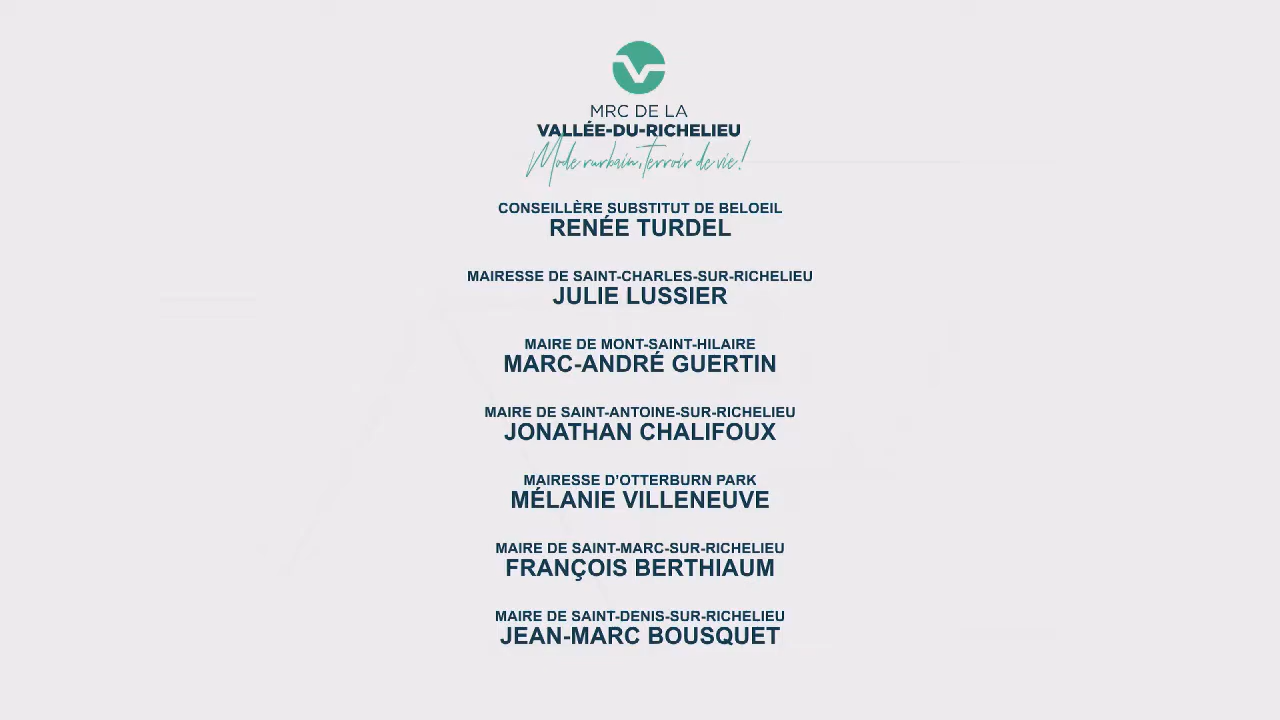 MRC DE LA
VALLÉE-DU-RICHELIEU
Mode rurbain, terroir de vie !
CONSEILLÈRE SUBSTITUT DE BELOEIL
RENÉE TURDEL
MAIRESSE DE SAINT-CHARLES-SUR-RICHELIEU
JULIE LUSSIER
MAIRE DE MONT-SAINT-HILAIRE
MARC-ANDRÉ GUERTIN
MAIRE DE SAINT-ANTOINE-SUR-RICHELIEU
JONATHAN CHALIFOUX
MAIRESSE D’OTTERBURN PARK
MÉLANIE VILLENEUVE
MAIRE DE SAINT-MARC-SUR-RICHELIEU
FRANÇOIS BERTHIAUM
MAIRE DE SAINT-DENIS-SUR-RICHELIEU
JEAN-MARC BOUSQUET